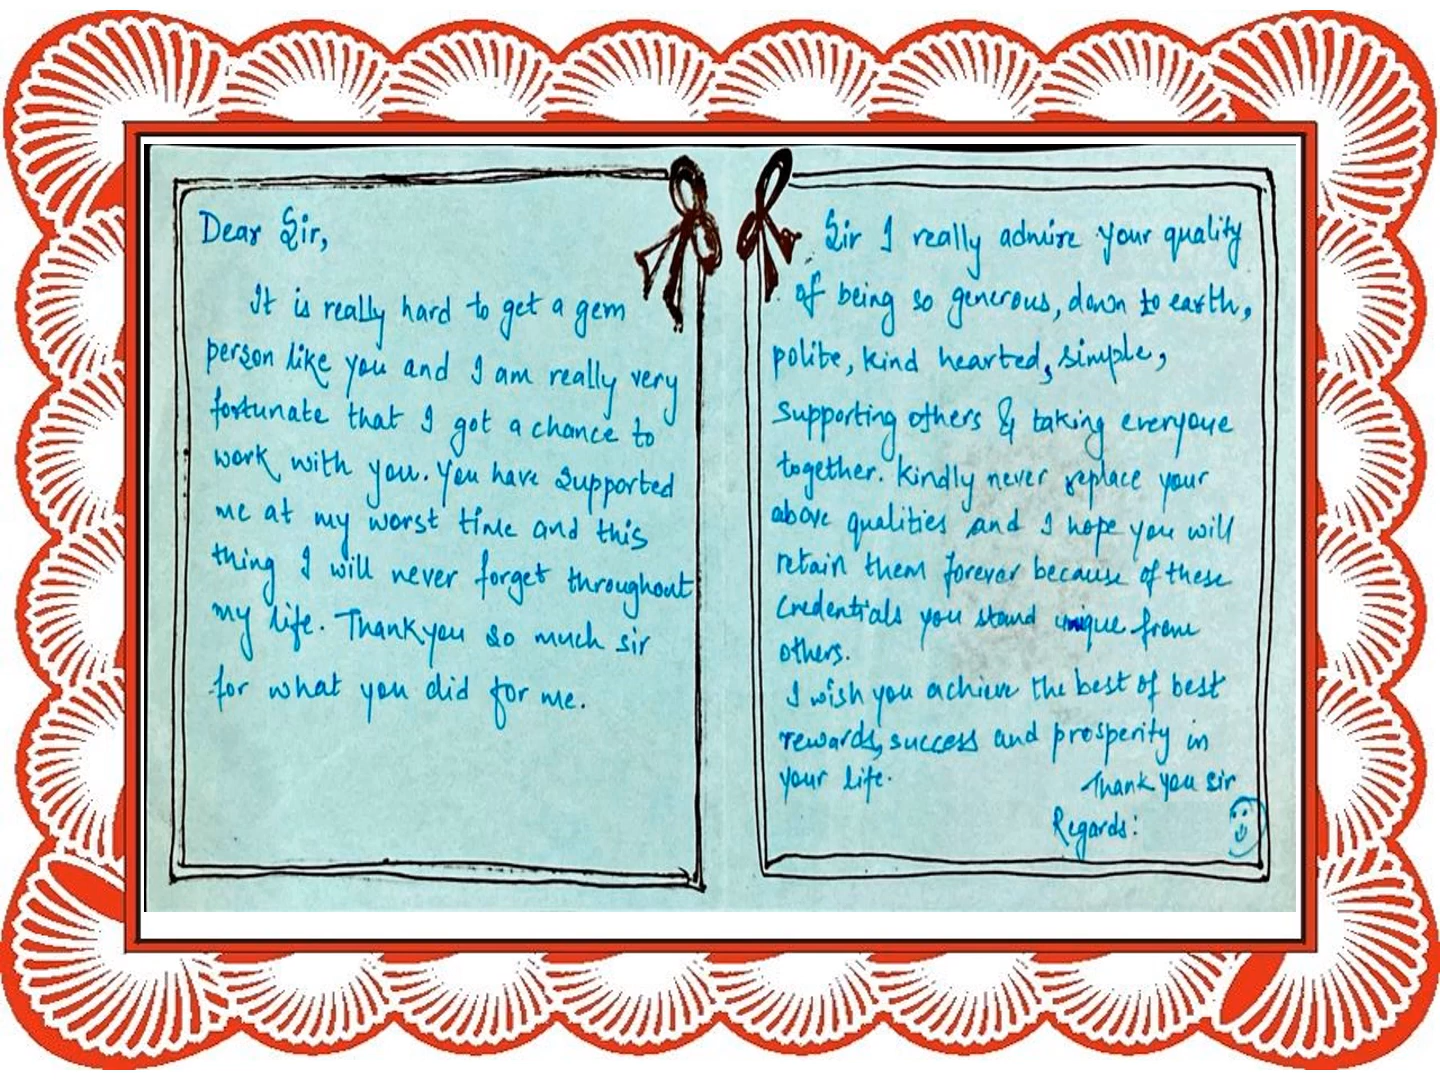 Dear Sir,
It is really hard to get a gem
person like you and I am really very
fortunate that I got a chance to
work with you. You have supported
me at my worst time and this
thing I will never forget throughout
my life. Thankyou so much sir
for what you did for me.
Sir I really admire your quality
of being so generous, down to earth,
polite, kind hearted, simple,
supporting others & taking everyone
together. Kindly never replace your
above qualities and I hope you will
retain them forever because of these
credentials you stand unique from
others.
I wish you achieve the best of best
rewards, success and prosperity in
your life.
Thank you sir
Regards: